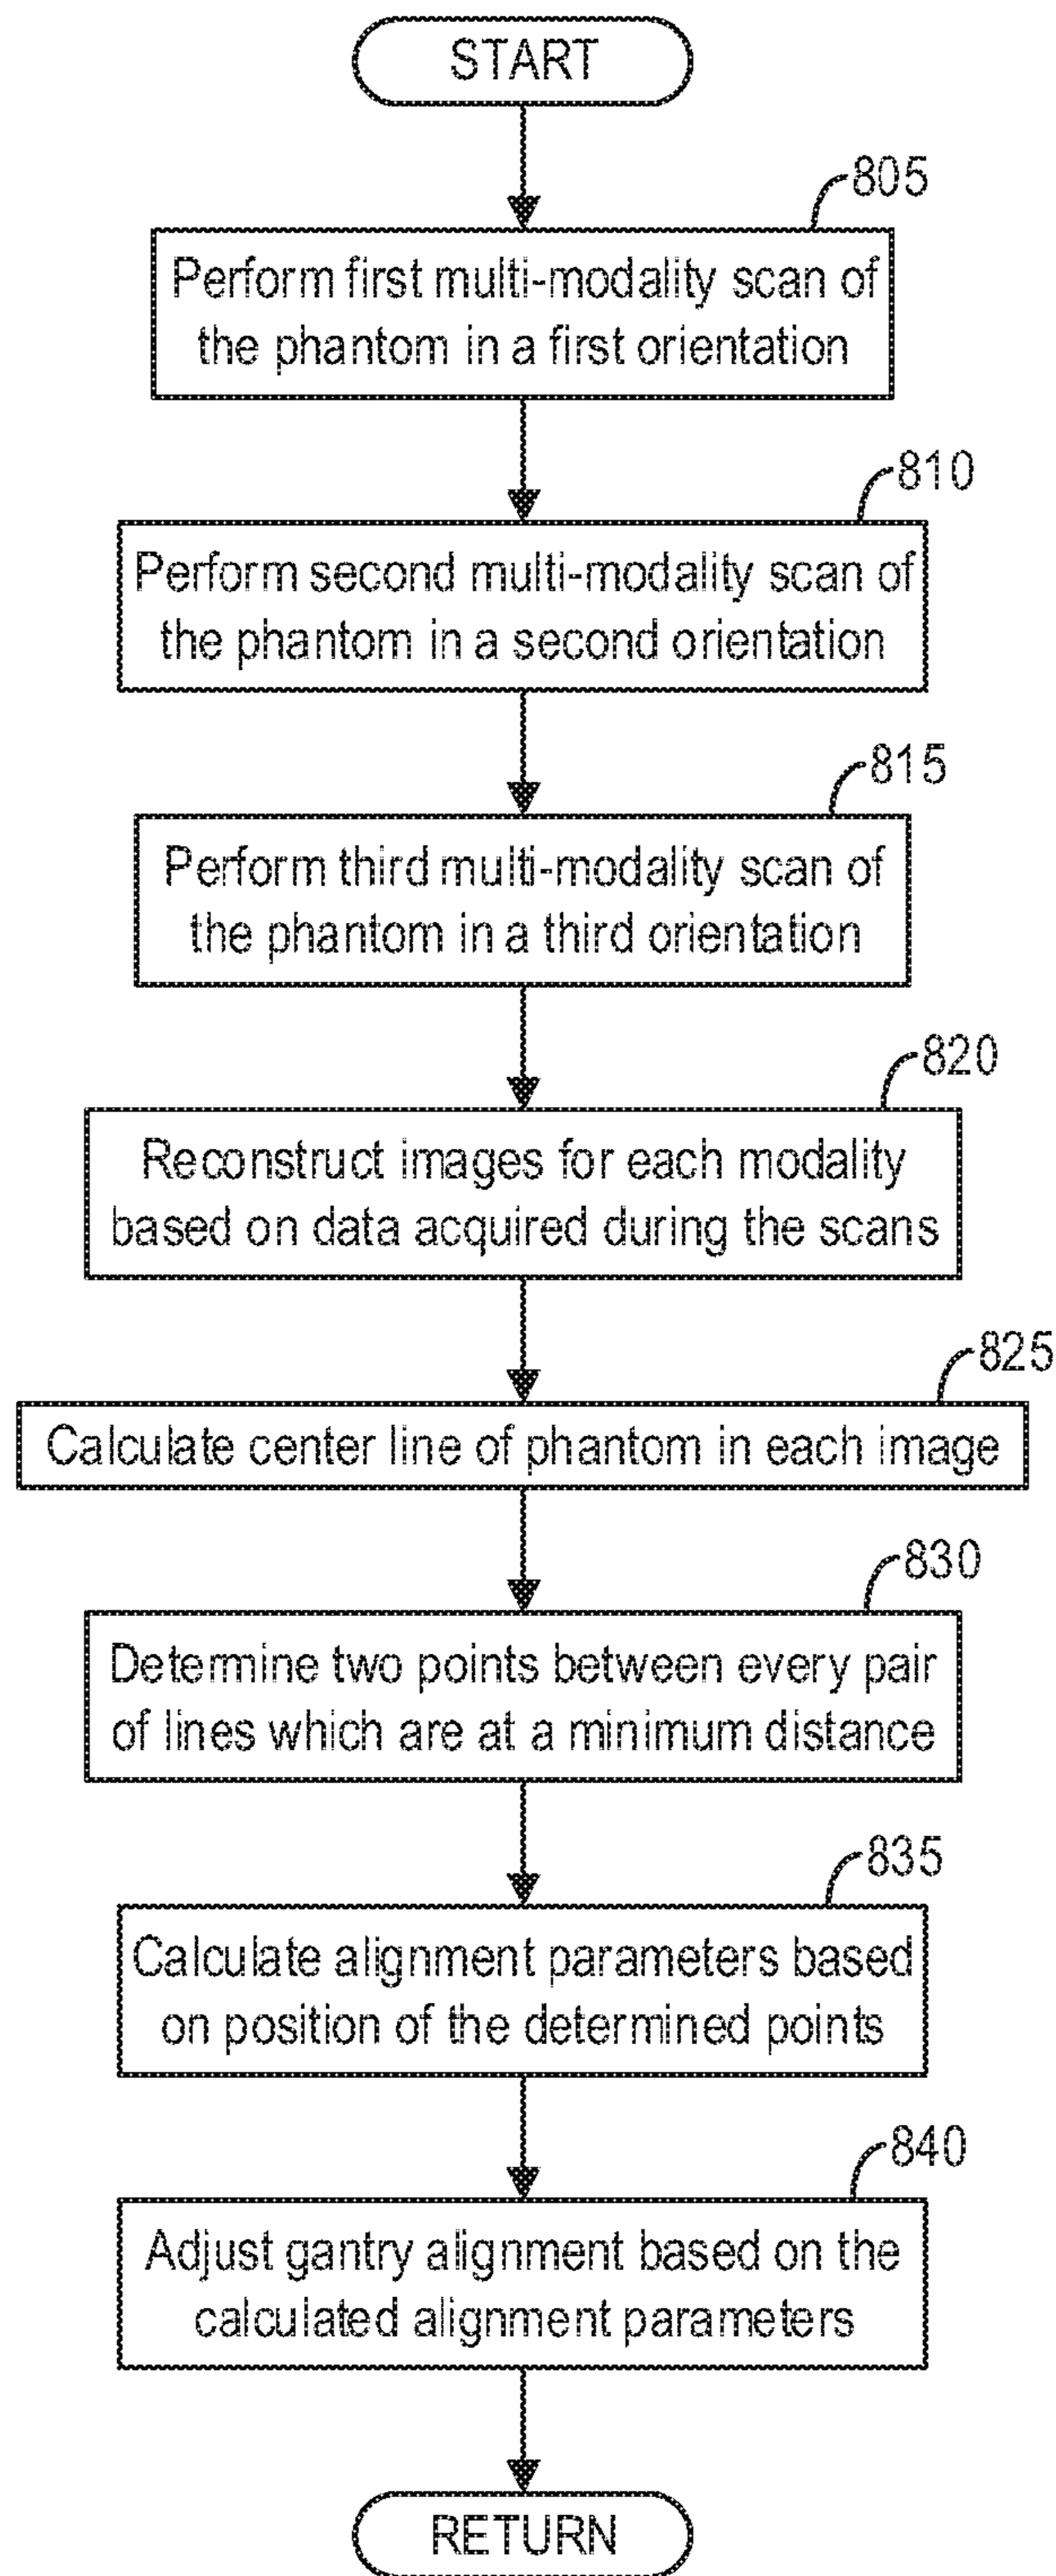 START
805
Perform first multi-modality scan of
the phantom in a first orientation
810
Perform second multi-modality scan of
the phantom in a second orientation
815
Perform third multi-modality scan of
the phantom in a third orientation
820
Reconstruct images for each modality
based on data acquired during the scans
825
Calculate center line of phantom in each image
830
Determine two points between every pair
of lines which are at a minimum distance
835
Calculate alignment parameters based
on position of the determined points
840
Adjust gantry alignment based on the
calculated alignment parameters
RETURN